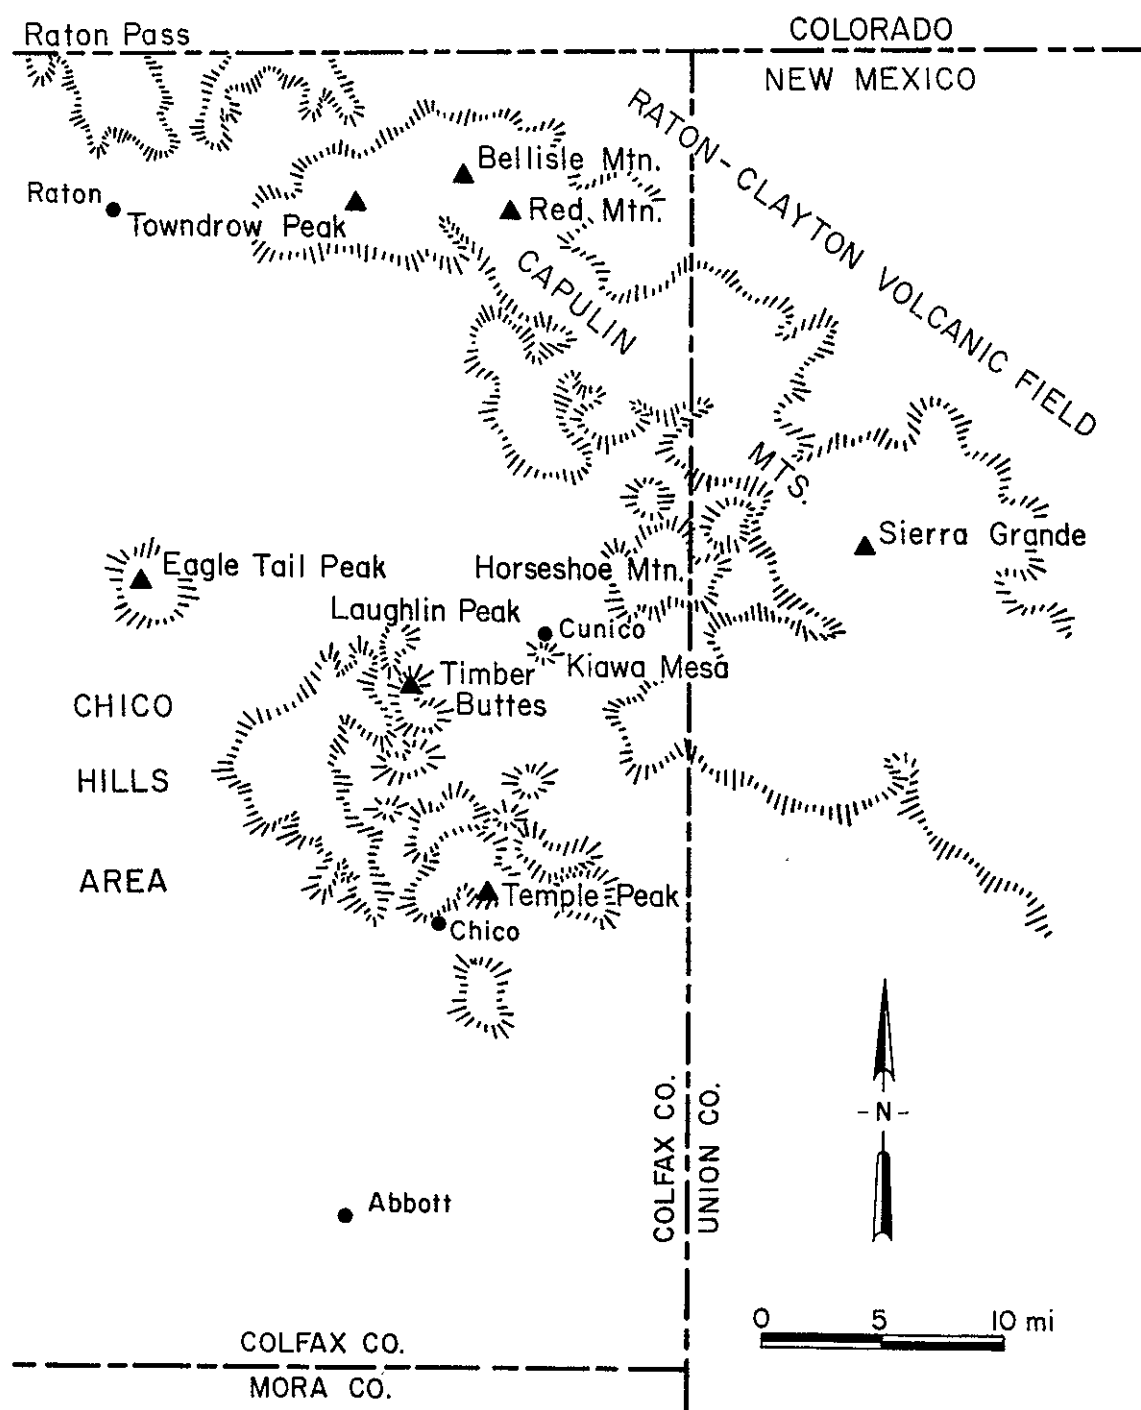 Raton Pass
COLORADO
NEW MEXICO
RATON-CLAYTON VOLCANIC FIELD
Bellisle Mtn.
Raton
Towndrow Peak
Red Mtn.
CAPULIN
MTS.
Sierra Grande
Eagle Tail Peak
Horseshoe Mtn.
Laughlin Peak
Cunico
Kiawa Mesa
Timber
Buttes
CHICO
HILLS
AREA
Temple Peak
Chico
COLFAX CO.
UNION CO.
-N-
Abbott
0 5 10 mi
COLFAX CO.
MORA CO.